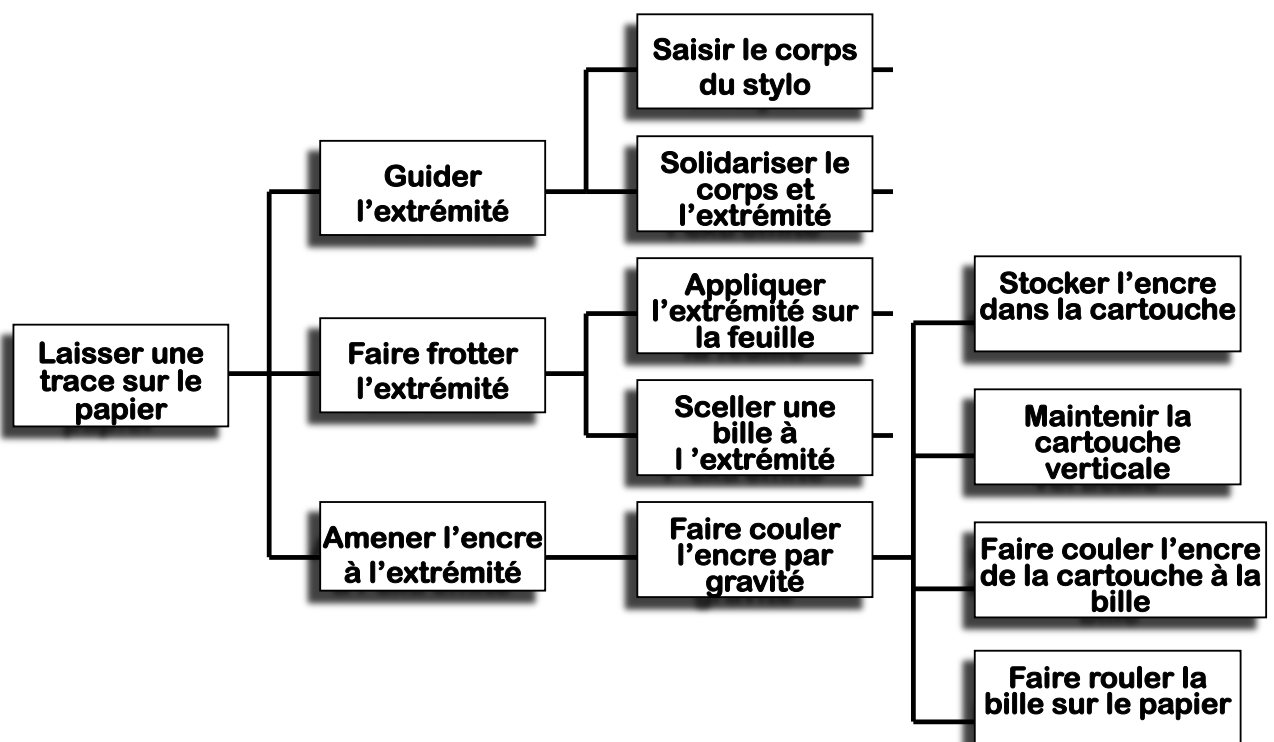 Saisir le corps
du stylo
Guider
l’extrémité
Solidariser le
corps et
l’extrémité
Laisser une
trace sur le
papier
Faire frotter
l’extrémité
Appliquer
l’extrémité sur
la feuille
Sceller une
bille à
l ’extrémité
Amener l’encre
à l’extrémité
Faire couler
l’encre par
gravité
Stocker l’encre
dans la cartouche
Maintenir la
cartouche
verticale
Faire couler l’encre
de la cartouche à la
bille
Faire rouler la
bille sur le papier